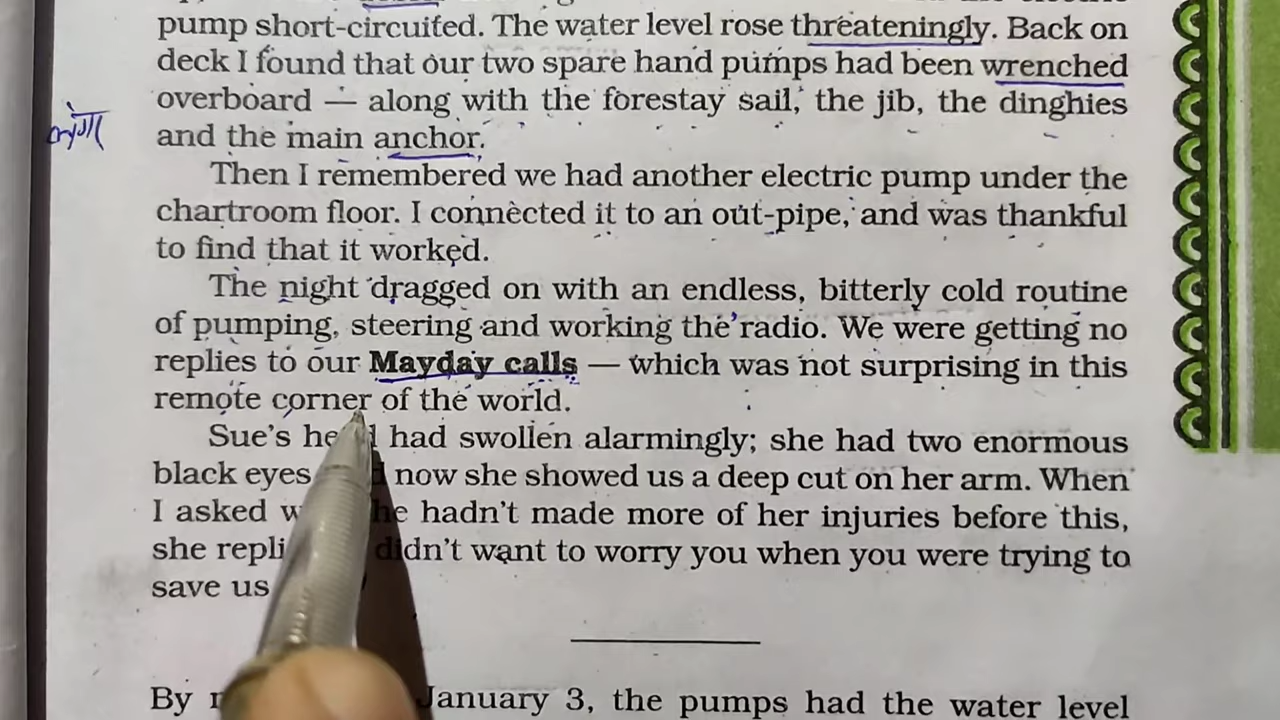 pump short-circuited. The water level rose threateningly. Back on
deck I found that our two spare hand pumps had been wrenched
overboard — along with the forestay sail, the jib, the dinghies
and the main anchor.
Then I remembered we had another electric pump under the
chartroom floor. I connected it to an out-pipe, and was thankful
to find that it worked.
The night dragged on with an endless, bitterly cold routine
of pumping, steering and working the radio. We were getting no
replies to our Mayday calls — which was not surprising in this
remote corner of the world.
Sue's had swollen alarmingly; she had two enormous
black eyes now she showed us a deep cut on her arm. When
I asked hadn't made more of her injuries before this,
she didn't want to worry you when you were trying to
save us
By January 3, the pumps had the water level